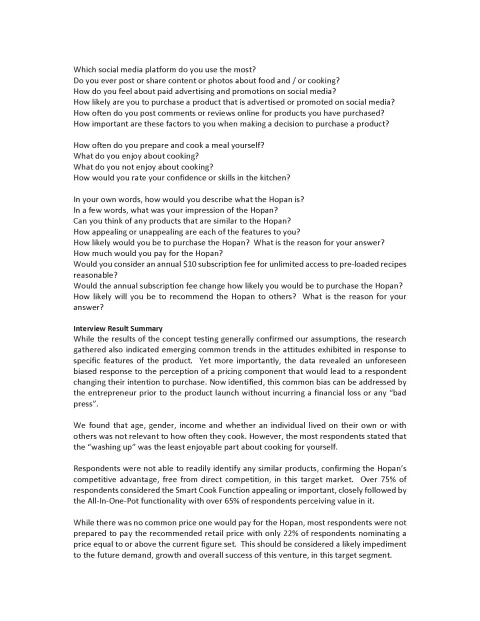 Which social media platform do you use the most?
Do you ever post or share content or photos about food and / or cooking?
How do you feel about paid advertising and promotions on social media?
How likely are you to purchase a product that is advertised or promoted on social media?
How often do you post comments or reviews online for products you have purchased?
How important are these factors to you when making a decision to purchase a product?
How often do you prepare and cook a meal yourself?
What do you enjoy about cooking?
What do you not enjoy about cooking?
How would you rate your confidence or skills in the kitchen?
In your own words, how would you describe what the Hopan is?
In a few words, what was your impression of the Hopan?
Can you think of any products that are similar to the Hopan?
How appealing or unappealing are each of the features to you?
How likely would you be to purchase the Hopan? What is the reason for your answer?
How much would you pay for the Hopan?
Would you consider an annual $10 subscription fee for unlimited access to pre-loaded recipes
reasonable?
Would the annual subscription fee change how likely you would be to purchase the Hopan?
How likely will you be to recommend the Hopan to others? What is the reason for your
answer?
Interview Result Summary
While the results of the concept testing generally confirmed our assumptions, the research
gathered also indicated emerging common trends in the attitudes exhibited in response to
specific features of the product. Yet more importantly, the data revealed an unforeseen
biased response to the perception of a pricing component that would lead to a respondent
changing their intention to purchase. Now identified, this common bias can be addressed by
the entrepreneur prior to the product launch without incurring a financial loss or any “bad
press”.
We found that age, gender, income and whether an individual lived on their own or with
others was not relevant to how often they cook. However, the most respondents stated that
the “washing up” was the least enjoyable part about cooking for yourself.
Respondents were not able to readily identify any similar products, confirming the Hopan’s
competitive advantage, free from direct competition, in this target market. Over 75% of
respondents considered the Smart Cook Function appealing or important, closely followed by
the All-In-One-Pot functionality with over 65% of respondents perceiving value in it.
While there was no common price one would pay for the Hopan, most respondents were not
prepared to pay the recommended retail price with only 22% of respondents nominating a
price equal to or above the current figure set. This should be considered a likely impediment
to the future demand, growth and overall success of this venture, in this target segment.